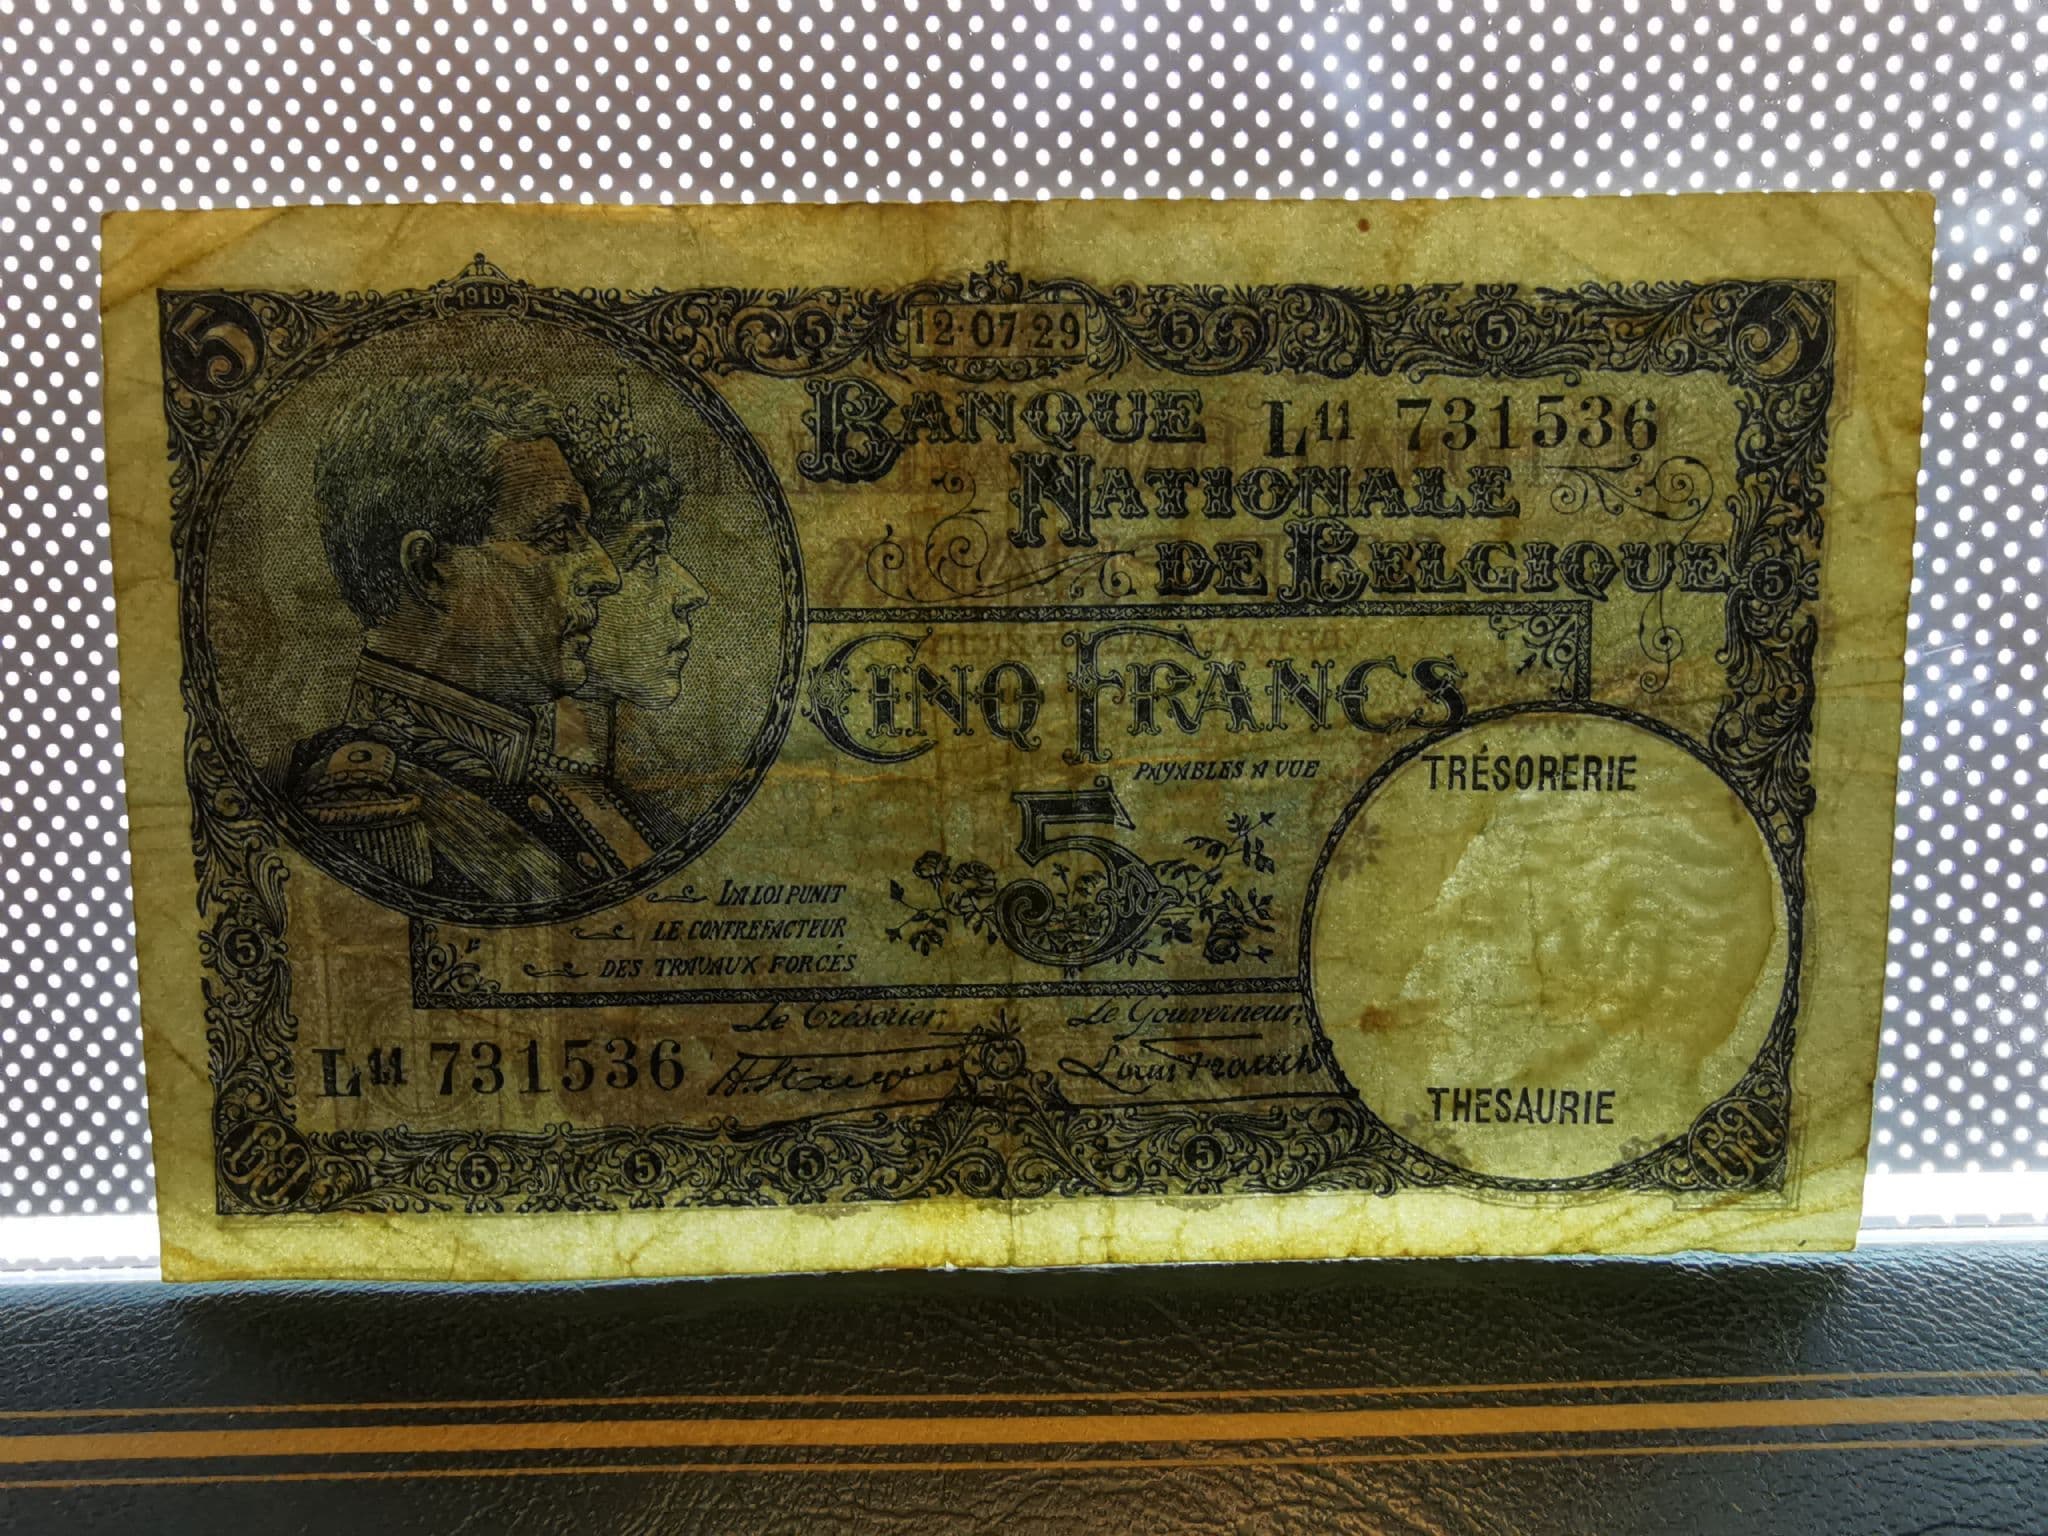 1919
5
5
12·07·29
5
5
5
BANQUE
L11 731536
NATIONALE
DE BELGIQUE
5
CINQ FRANCS
PAYABLES A VUE
TRÉSORERIE
5
LA LOI PUNIT
LE CONTREFACTEUR
DES TRAVAUX FORCÉS
5
Le Trésorier,
Le Gouverneur,
L11 731536
THESAURIE
5
5
5
5